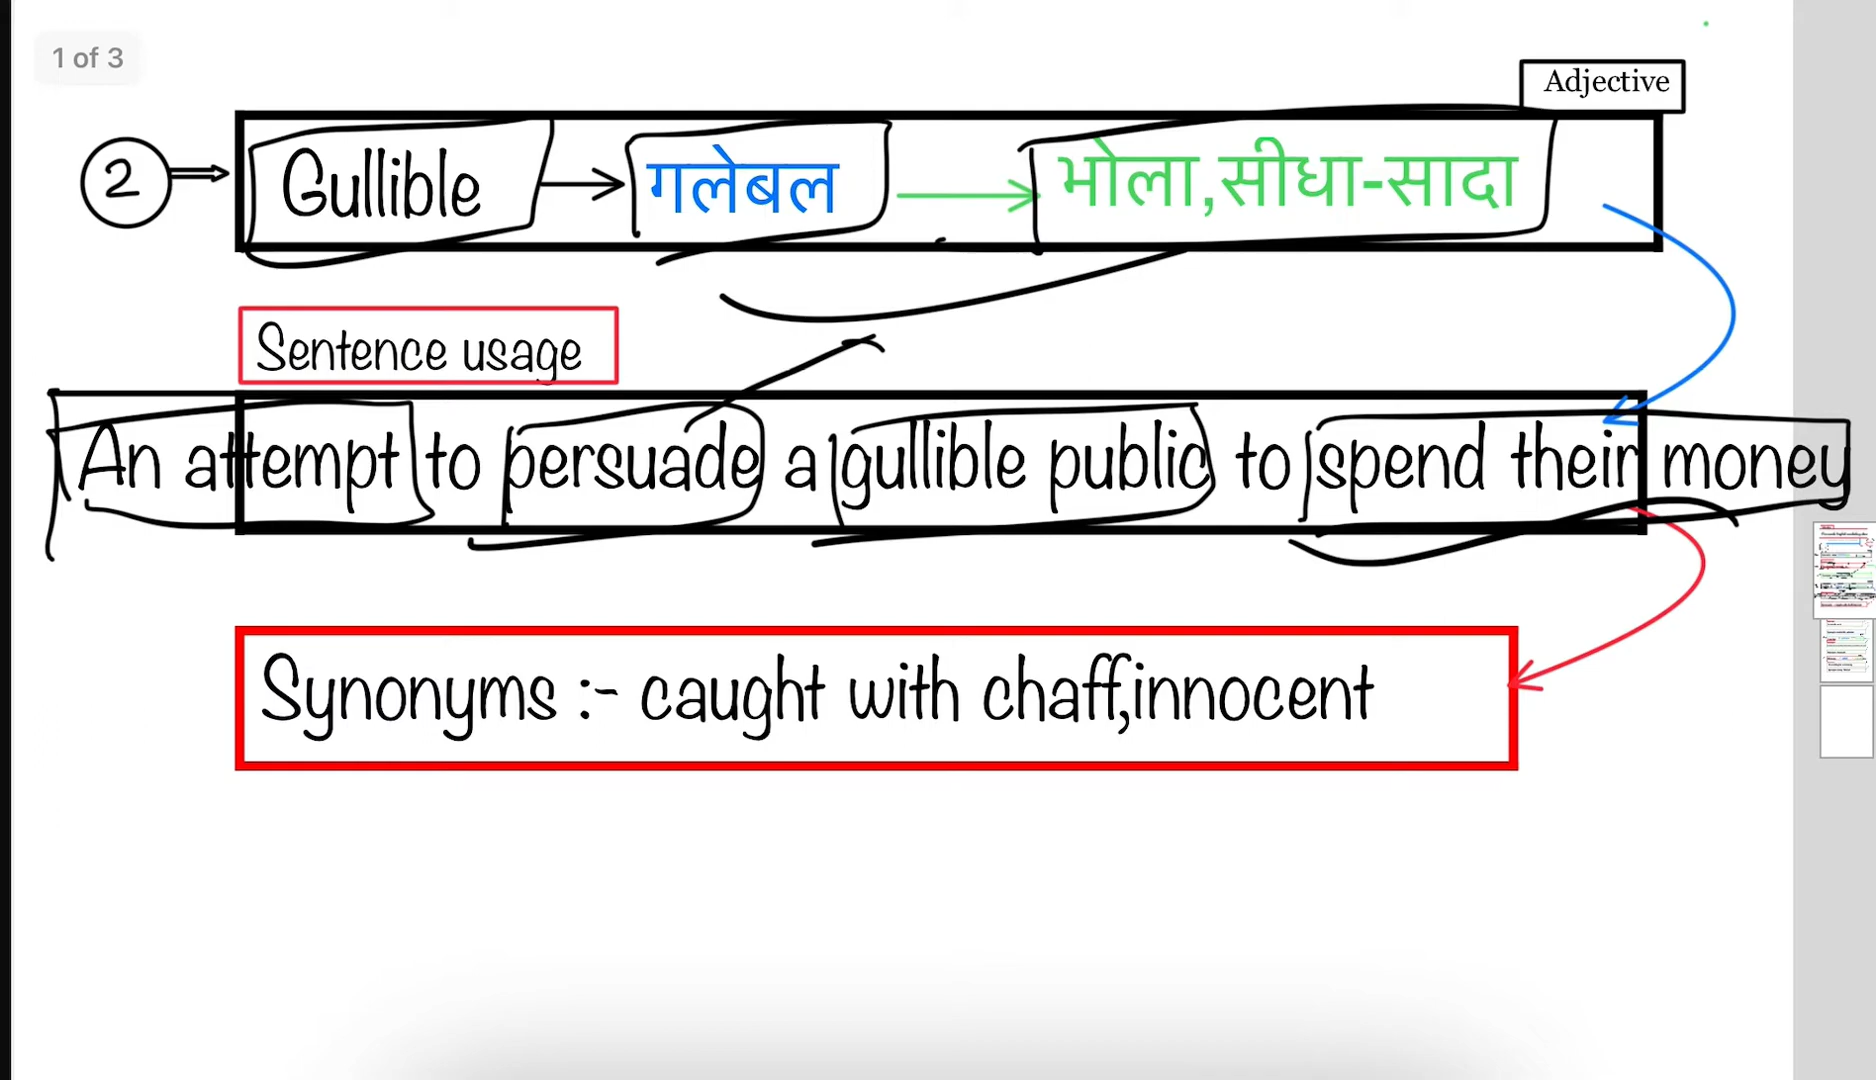 1 of 3
Adjective
2 Gullible गलेबल भोला,सीधा-सादा
Sentence usage
An attempt to persuade a gullible public to spend their money
Synonyms :- caught with chaff,innocent